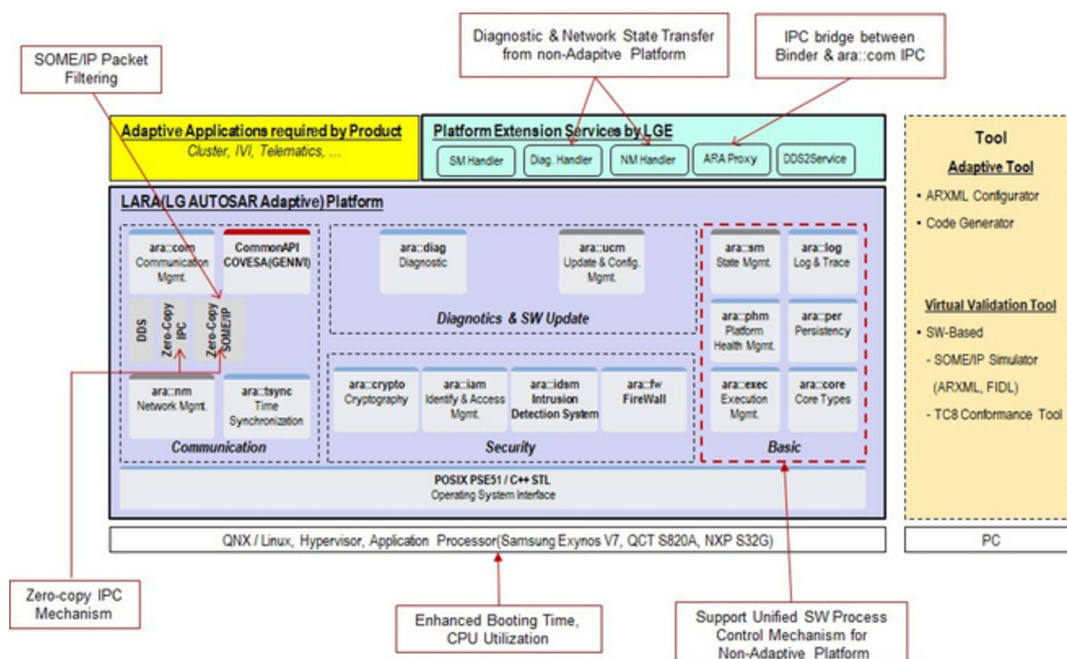 Diagnostic & Network State Transfer
from non-Adapitve Platform
IPC bridge between
Binder & ara::com IPC
SOME/IP Packet
Filtering
Adaptive Applications required by Product
Cluster, IVI, Telematics, ...
Platform Extension Services by LGE
SM Handler
Diag. Handler
NM Handler
ARA Proxy
DDS2Service
LARA(LG AUTOSAR Adaptive) Platform
ara::com
Communication
Mgmt.
CommonAPI
COVESA(GENIVI)
DDS
Zero-Copy
IPC
Zero-Copy
SOME/IP
ara::nm
Network Mgmt.
ara::tsync
Time
Synchronization
Communication
ara::diag
Diagnostic
ara::ucm
Update & Config.
Mgmt.
Diagnostics & SW Update
ara::crypto
Cryptography
ara::iam
Identify & Access
Mgmt.
ara::idsm
Intrusion
Detection System
ara::fw
FireWall
Security
ara::sm
State Mgmt.
ara::log
Log & Trace
ara::phm
Platform
Health Mgmt.
ara::per
Persistency
ara::exec
Execution
Mgmt.
ara::core
Core Types
Basic
POSIX PSE51 / C++ STL
Operating System Interface
QNX / Linux, Hypervisor, Application Processor(Samsung Exynos V7, QCT S820A, NXP S32G)
Tool
Adaptive Tool
• ARXML Configurator
• Code Generator
Virtual Validation Tool
• SW-Based
- SOME/IP Simulator
(ARXML, FIDL)
- TC8 Conformance Tool
PC
Zero-copy IPC
Mechanism
Enhanced Booting Time,
CPU Utilization
Support Unified SW Process
Control Mechanism for
Non-Adaptive Platform